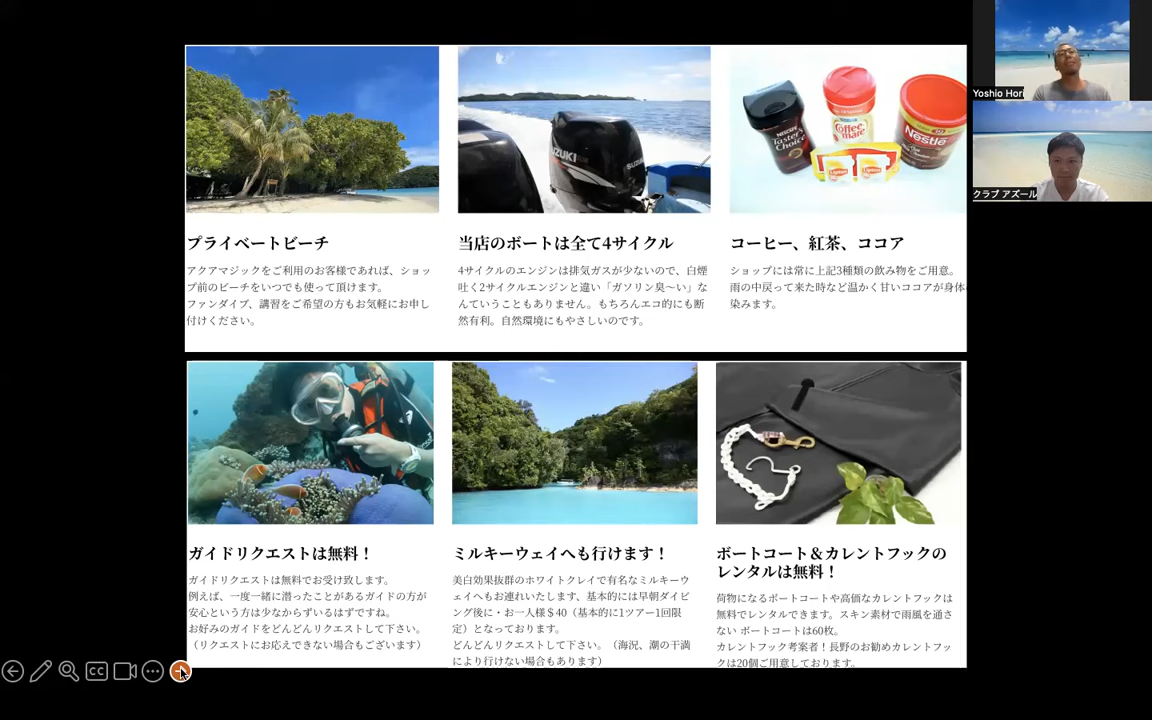 Yoshio Hori
クラブ アズール
SUZUKI
SUZUKI
NESCAFÉ
Taster's
Choice
Coffee
mate
Nestle
Lipton
Lipton
プライベートビーチ
アクアマジックをご利用のお客様であれば、ショッ
プ前のビーチをいつでも使って頂けます。
ファンダイブ、講習をご希望の方もお気軽にお申し
付けください。
当店のボートは全て4サイクル
4サイクルのエンジンは排気ガスが少ないので、白煙
吐く2サイクルエンジンと違い「ガソリン臭〜い」な
んていうこともありません。もちろんエコ的にも断
然有利。自然環境にもやさしいのです。
コーヒー、紅茶、ココア
ショップには常に上記3種類の飲み物をご用意。
雨の中戻って来た時など温かく甘いココアが身体に
染みます。
ガイドリクエストは無料！
ガイドリクエストは無料でお受け致します。
例えば、一度一緒に潜ったことがあるガイドの方が
安心という方は少なからずいるはずですね。
お好みのガイドをどんどんリクエストして下さい。
（リクエストにお応えできない場合もございます）
ミルキーウェイへも行けます！
美白効果抜群のホワイトクレイで有名なミルキーウ
ェイへもお連れいたします、基本的には早朝ダイビ
ング後に・お一人様＄40（基本的に1ツアー1回限
定）となっております。
どんどんリクエストして下さい。（海況、潮の干満
により行けない場合もあります）
ボートコート＆カレントフックの
レンタルは無料！
荷物になるボートコートや高価なカレントフックは
無料でレンタルできます。スキン素材で雨風を通さ
ない ボートコートは60枚。
カレントフック考案者！長野のお勧めカレントフッ
クは20個ご用意しております。
CC